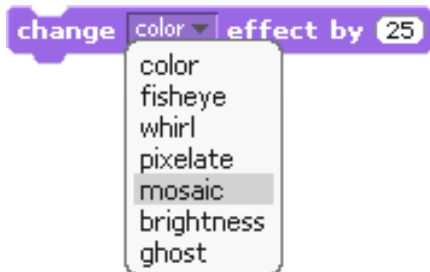 change color effect by 25
color
fisheye
whirl
pixelate
mosaic
brightness
ghost